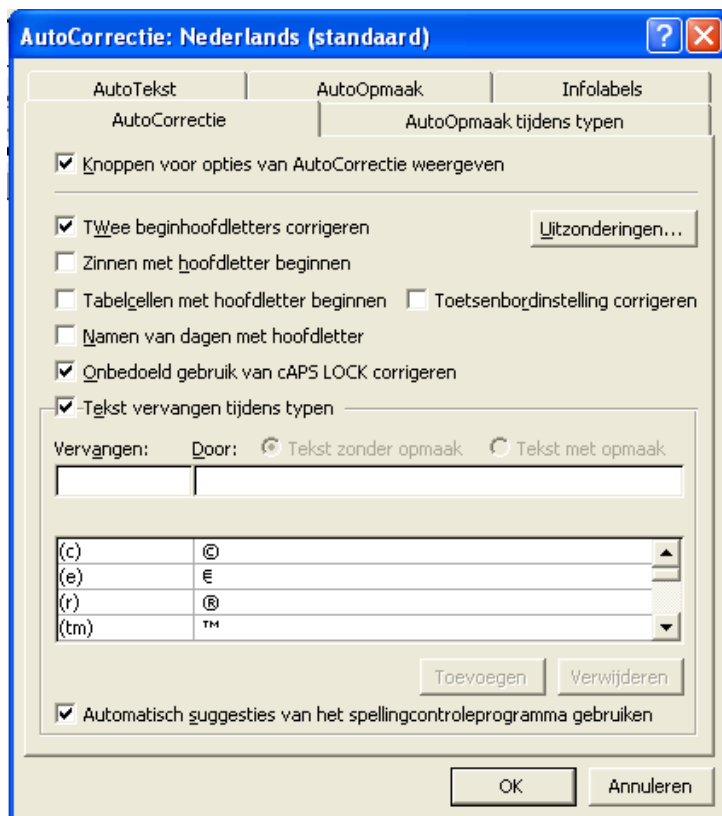 AutoCorrectie: Nederlands (standaard)
AutoTekst AutoOpmaak Infolabels
AutoCorrectie AutoOpmaak tijdens typen
Knoppen voor opties van AutoCorrectie weergeven
TWee beginhoofdletters corrigeren Uitzonderingen...
Zinnen met hoofdletter beginnen
Tabelcellen met hoofdletter beginnen Toetsenbordinstelling corrigeren
Namen van dagen met hoofdletter
Onbedoeld gebruik van cAPS LOCK corrigeren
Tekst vervangen tijdens typen
Vervangen: Door: Tekst zonder opmaak Tekst met opmaak
(c) ©
(e) €
(r) ®
(tm) ™
Toevoegen Verwijderen
Automatisch suggesties van het spellingcontroleprogramma gebruiken
OK Annuleren